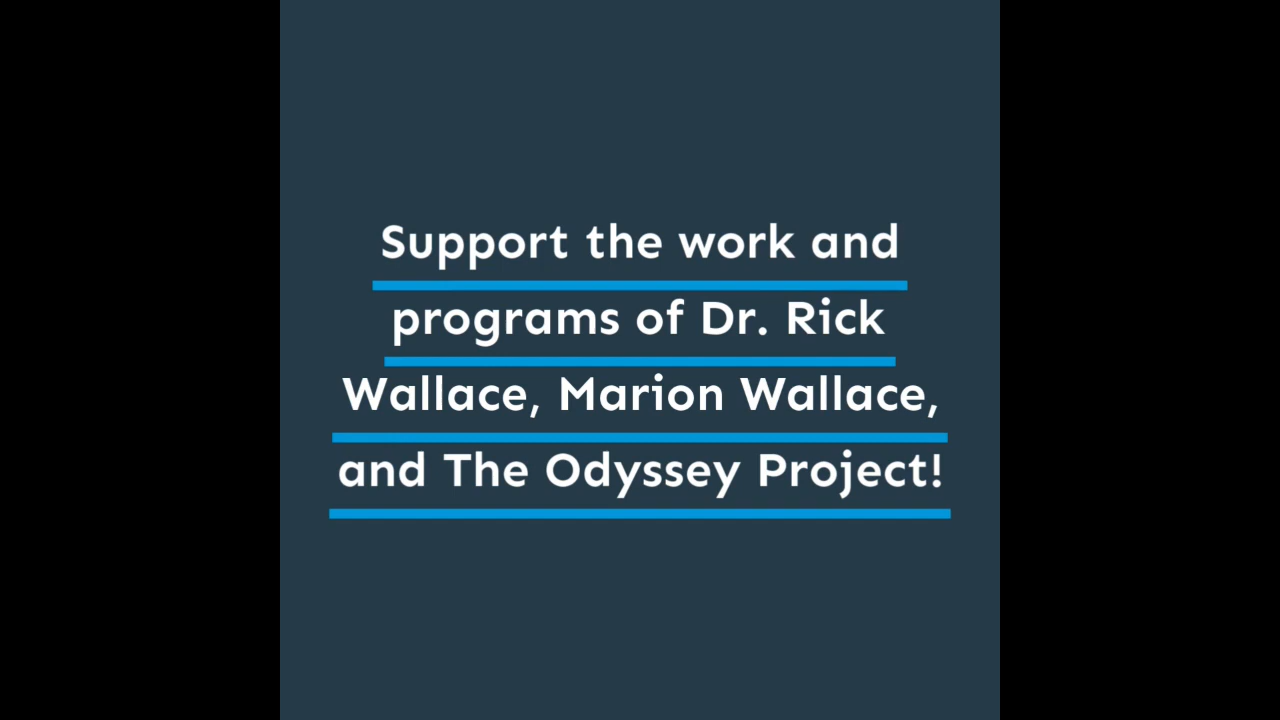 Support the work and
programs of Dr. Rick
Wallace, Marion Wallace,
and The Odyssey Project!